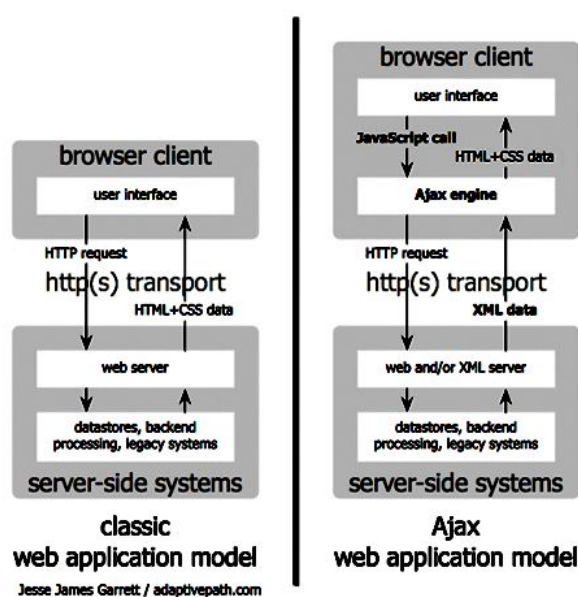 browser client
user interface
HTTP request
http(s) transport
HTML+CSS data
web server
datastores, backend
processing, legacy systems
server-side systems
classic
web application model
Jesse James Garrett / adaptivepath.com
browser client
user interface
JavaScript call
HTML+CSS data
Ajax engine
HTTP request
http(s) transport
XML data
web and/or XML server
datastores, backend
processing, legacy systems
server-side systems
Ajax
web application model